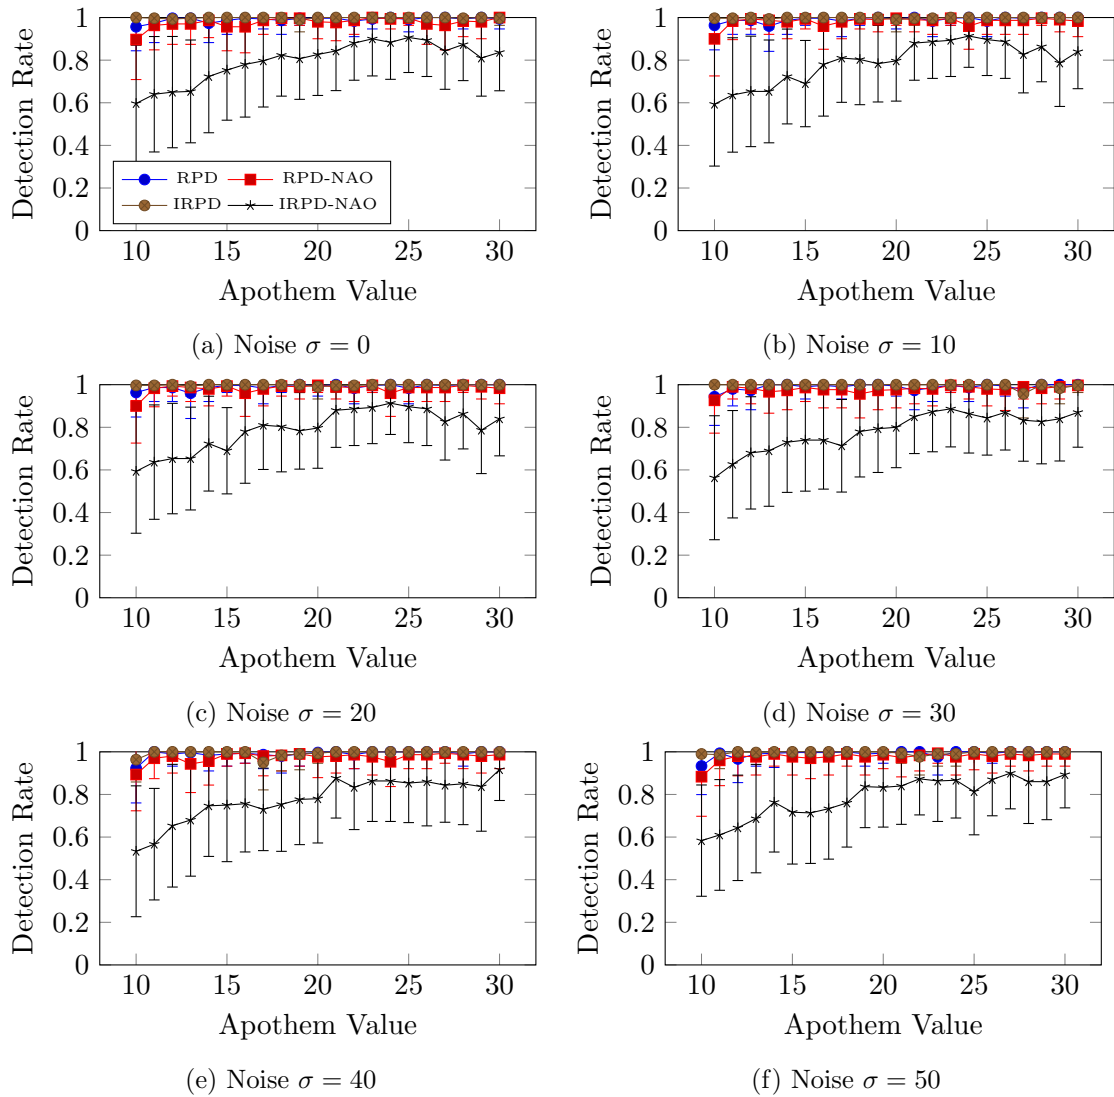 1
0.8
0.6
0.4
0.2
0
Detection Rate
RPD RPD-NAO
IRPD IRPD-NAO
10 15 20 25 30
Apothem Value
(a) Noise σ = 0
1
0.8
0.6
0.4
0.2
0
Detection Rate
10 15 20 25 30
Apothem Value
(b) Noise σ = 10
1
0.8
0.6
0.4
0.2
0
Detection Rate
10 15 20 25 30
Apothem Value
(c) Noise σ = 20
1
0.8
0.6
0.4
0.2
0
Detection Rate
10 15 20 25 30
Apothem Value
(d) Noise σ = 30
1
0.8
0.6
0.4
0.2
0
Detection Rate
10 15 20 25 30
Apothem Value
(e) Noise σ = 40
1
0.8
0.6
0.4
0.2
0
Detection Rate
10 15 20 25 30
Apothem Value
(f) Noise σ = 50